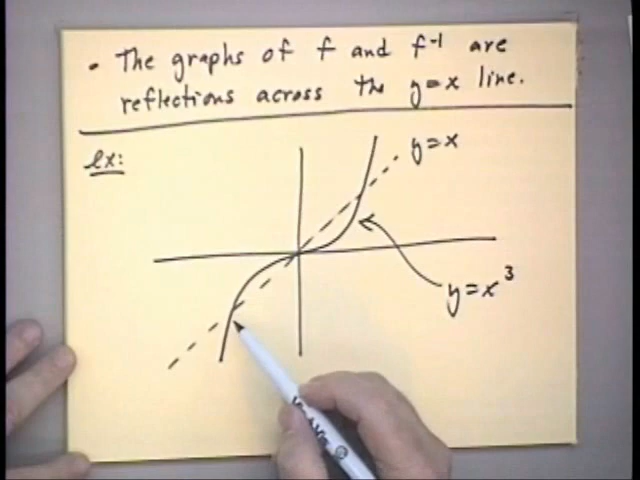 • The graphs of f and f⁻¹ are
reflections across the y=x line.
ex:
y=x
y=x³